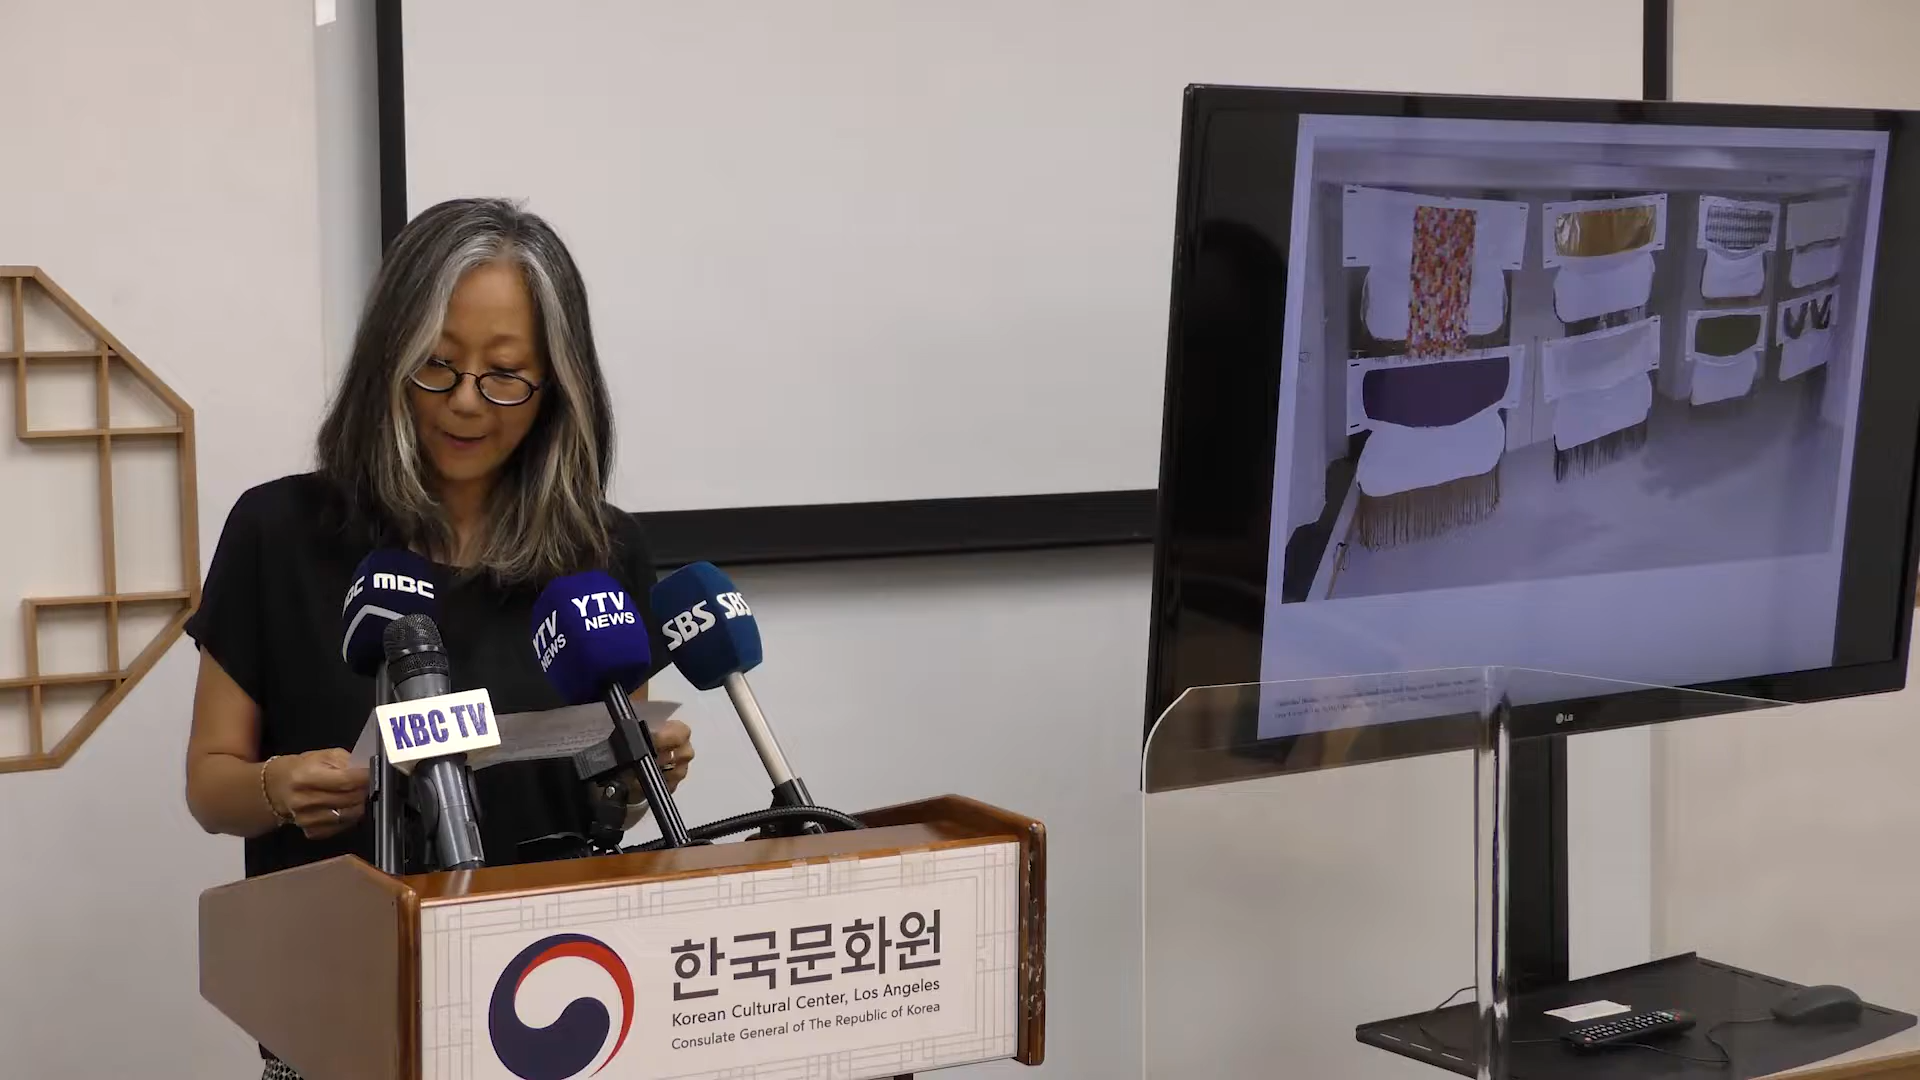 MBC
YTV
NEWS
YTV
NEWS
SBS SBS
KBC TV
LG
한국문화원
Korean Cultural Center, Los Angeles
Consulate General of The Republic of Korea